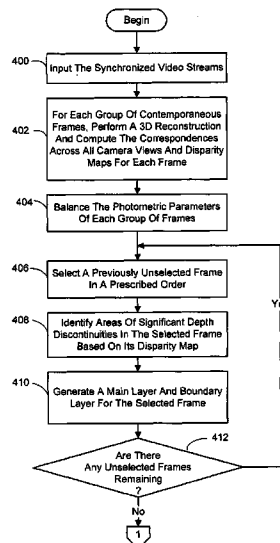 Begin
400
Input The Synchronized Video Streams
402
For Each Group Of Contemporaneous
Frames, Perform A 3D Reconstruction
And Compute The Correspondences
Across All Camera Views And Disparity
Maps For Each Frame
404
Balance The Photometric Parameters
Of Each Group Of Frames
406
Select A Previously Unselected Frame
In A Prescribed Order
408
Identify Areas Of Significant Depth
Discontinuities In The Selected Frame
Based On Its Disparity Map
410
Generate A Main Layer And Boundary
Layer For The Selected Frame
412
Are There
Any Unselected Frames
Remaining
?
No
1